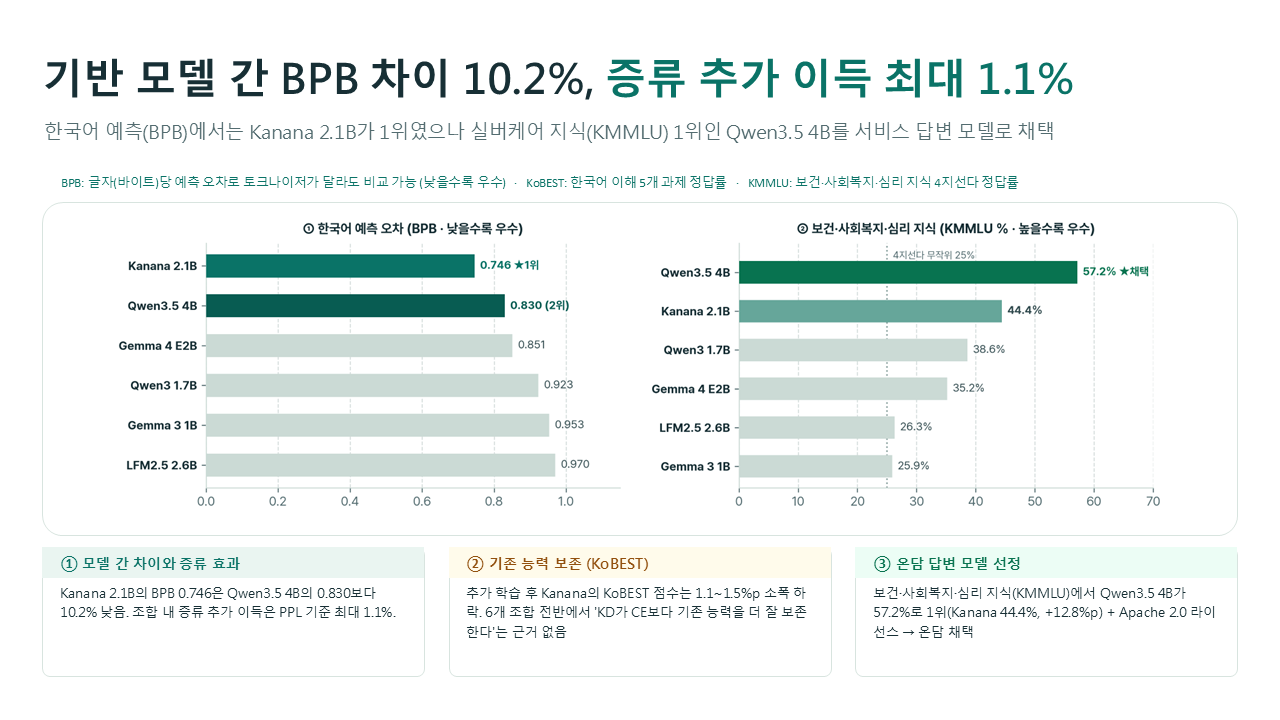 기반 모델 간 BPB 차이 10.2%, 증류 추가 이득 최대 1.1%
한국어 예측(BPB)에서는 Kanana 2.1B가 1위였으나 실버케어 지식(KMMLU) 1위인 Qwen3.5 4B를 서비스 답변 모델로 채택
BPB: 글자(바이트)당 예측 오차로 토크나이저가 달라도 비교 가능 (낮을수록 우수) · KoBEST: 한국어 이해 5개 과제 정답률 · KMMLU: 보건·사회복지·심리 지식 4지선다 정답률
① 한국어 예측 오차 (BPB · 낮을수록 우수)
Kanana 2.1B
0.746 ★1위
Qwen3.5 4B
0.830 (2위)
Gemma 4 E2B
0.851
Qwen3 1.7B
0.923
Gemma 3 1B
0.953
LFM2.5 2.6B
0.970
0.0 0.2 0.4 0.6 0.8 1.0
② 보건·사회복지·심리 지식 (KMMLU % · 높을수록 우수)
4지선다 무작위 25%
Qwen3.5 4B
57.2% ★채택
Kanana 2.1B
44.4%
Qwen3 1.7B
38.6%
Gemma 4 E2B
35.2%
LFM2.5 2.6B
26.3%
Gemma 3 1B
25.9%
0 10 20 30 40 50 60 70
① 모델 간 차이와 증류 효과
Kanana 2.1B의 BPB 0.746은 Qwen3.5 4B의 0.830보다
10.2% 낮음. 조합 내 증류 추가 이득은 PPL 기준 최대 1.1%.
② 기존 능력 보존 (KoBEST)
추가 학습 후 Kanana의 KoBEST 점수는 1.1~1.5%p 소폭 하
락. 6개 조합 전반에서 'KD가 CE보다 기존 능력을 더 잘 보존
한다'는 근거 없음
③ 온담 답변 모델 선정
보건·사회복지·심리 지식(KMMLU)에서 Qwen3.5 4B가
57.2%로 1위(Kanana 44.4%, +12.8%p) + Apache 2.0 라이
선스 → 온담 채택